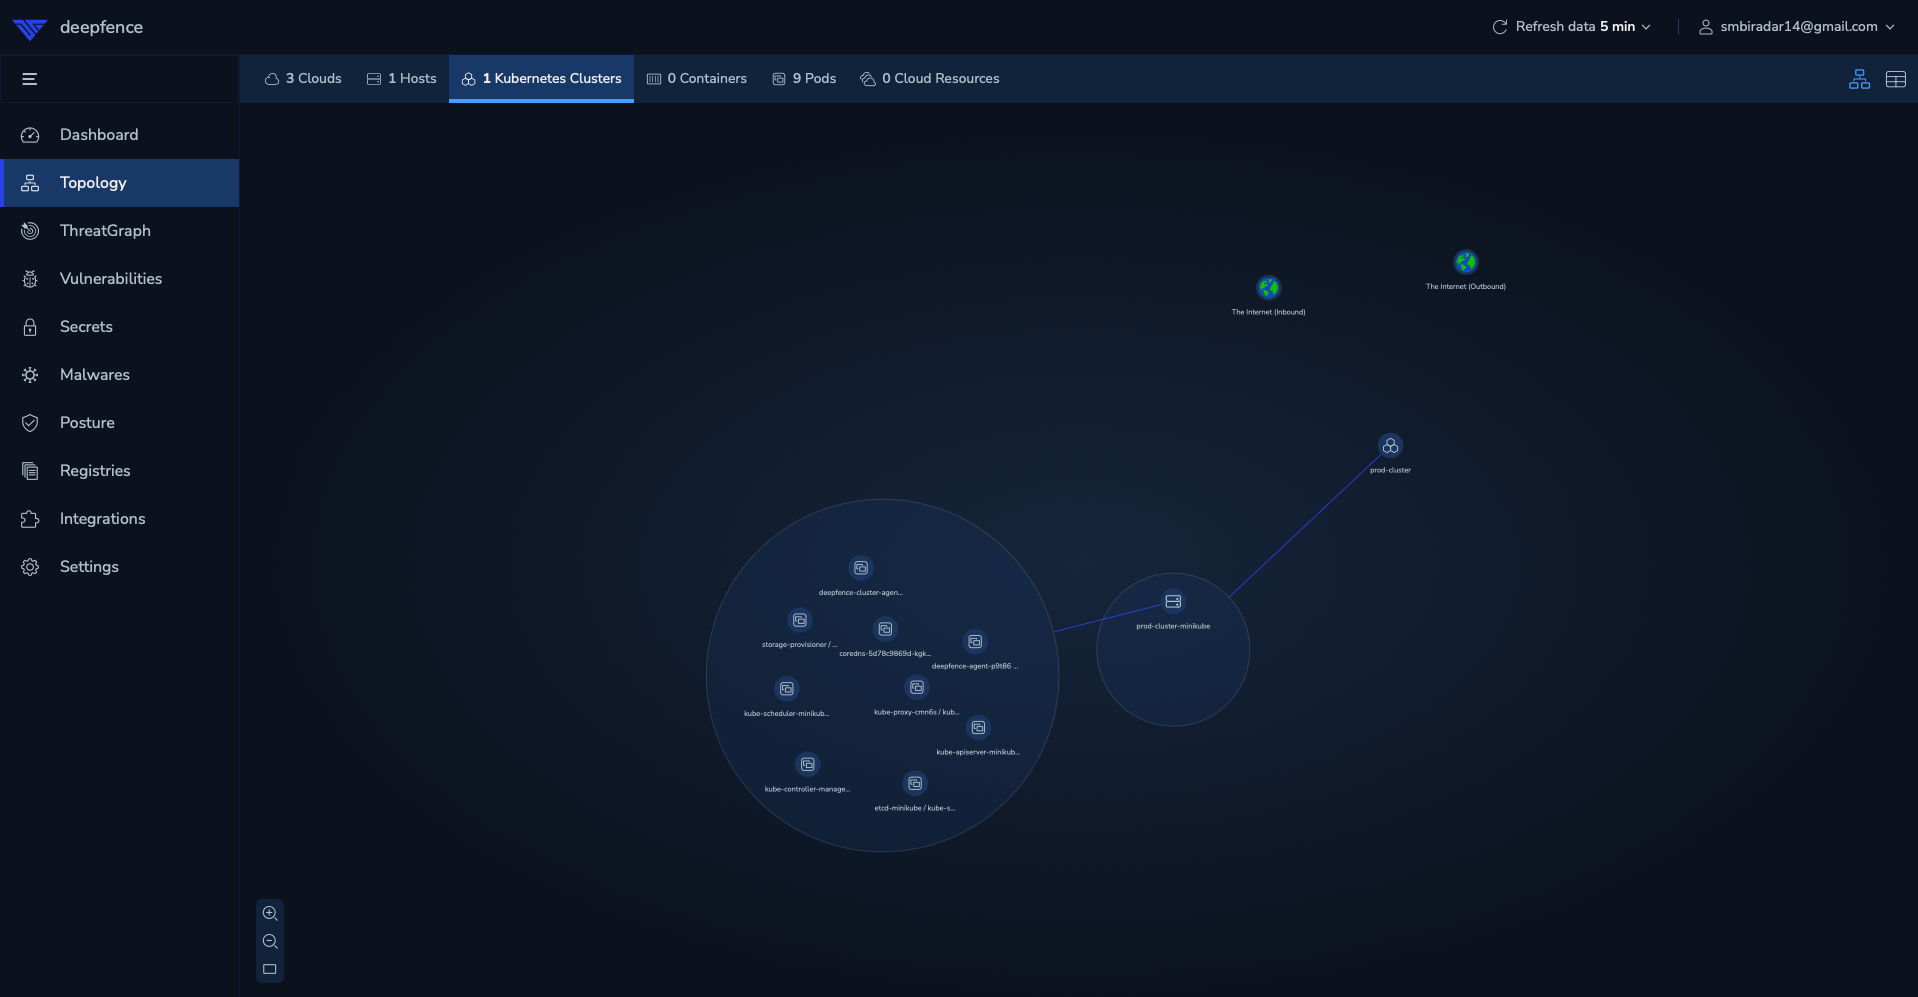 deepfence
Refresh data 5 min
smbiradar14@gmail.com
3 Clouds
1 Hosts
1 Kubernetes Clusters
0 Containers
9 Pods
0 Cloud Resources
Dashboard
Topology
ThreatGraph
Vulnerabilities
Secrets
Malwares
Posture
Registries
Integrations
Settings
The Internet (Outbound)
The Internet (Inbound)
prod-cluster
deepfence-cluster-agen...
prod-cluster-minikube
storage-provisioner / ...
coredns-5d78c9869d-kgk...
deepfence-agent-p9t86 ...
kube-scheduler-minikub...
kube-proxy-cmn6s / kub...
kube-apiserver-minikub...
kube-controller-manage...
etcd-minikube / kube-s...